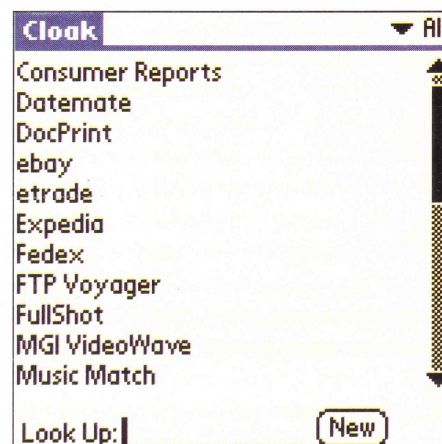 Cloak
Consumer Reports
Datemate
DocPrint
ebay
etrade
Expedia
Fedex
FTP Voyager
FullShot
MGI VideoWave
Music Match
Look Up: New